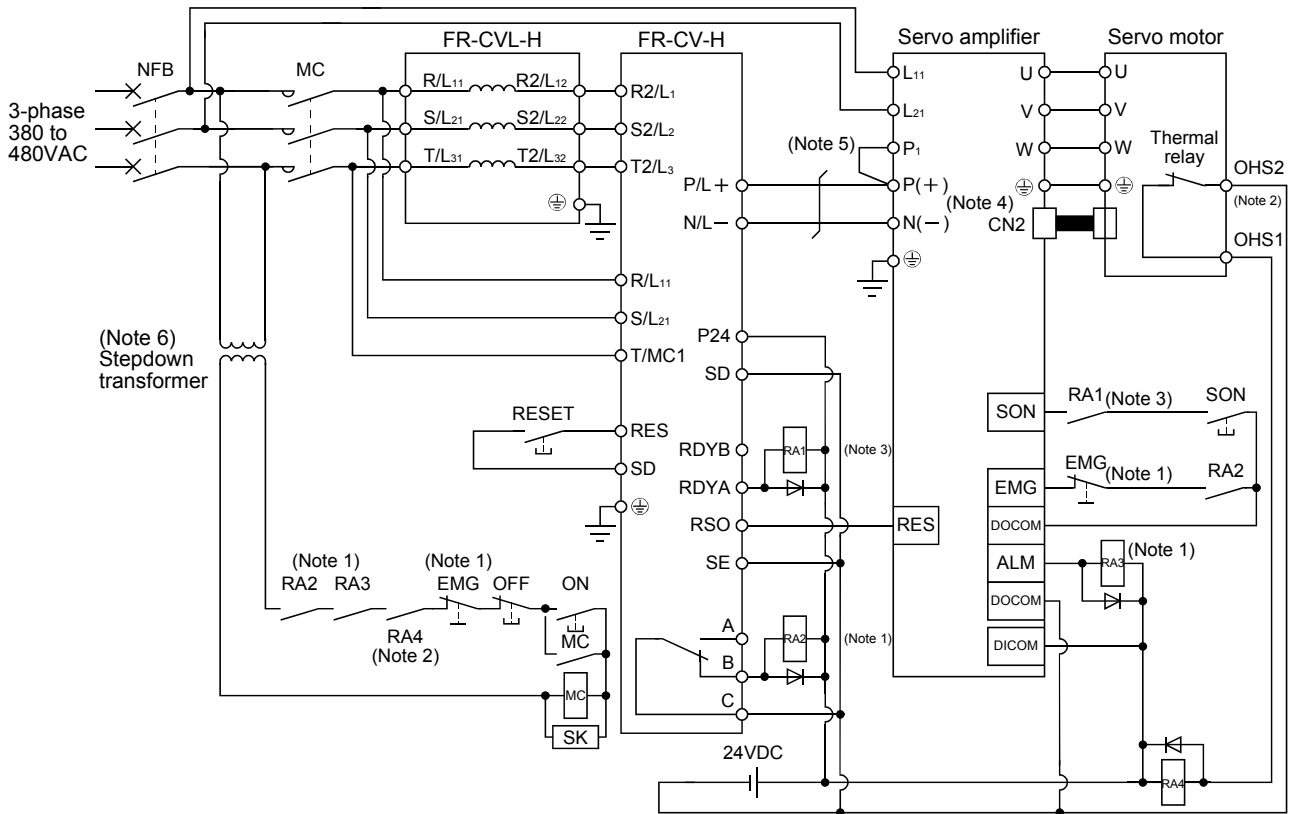 FR-CVL-H
FR-CV-H
Servo amplifier
Servo motor
NFB
MC
3-phase
380 to
480VAC
R/L11
R2/L12
S/L21
S2/L22
T/L31
T2/L32
R2/L1
S2/L2
T2/L3
P/L+
N/L−
R/L11
S/L21
T/MC1
P24
SD
RESET
RES
SD
RDYB
RDYA
RSO
SE
A
B
C
RA1
(Note 3)
RA2
(Note 1)
L11
L21
(Note 5)
P1
P(+)
N(−)
U
V
W
(Note 4)
CN2
U
V
W
Thermal
relay
OHS2
(Note 2)
OHS1
(Note 6)
Stepdown
transformer
SON
RA1
(Note 3)
SON
EMG
EMG
(Note 1)
RA2
DOCOM
RES
ALM
RA3
(Note 1)
DOCOM
DICOM
(Note 1)
(Note 1)
RA2
RA3
EMG
OFF
ON
RA4
(Note 2)
MC
MC
SK
24VDC
RA4